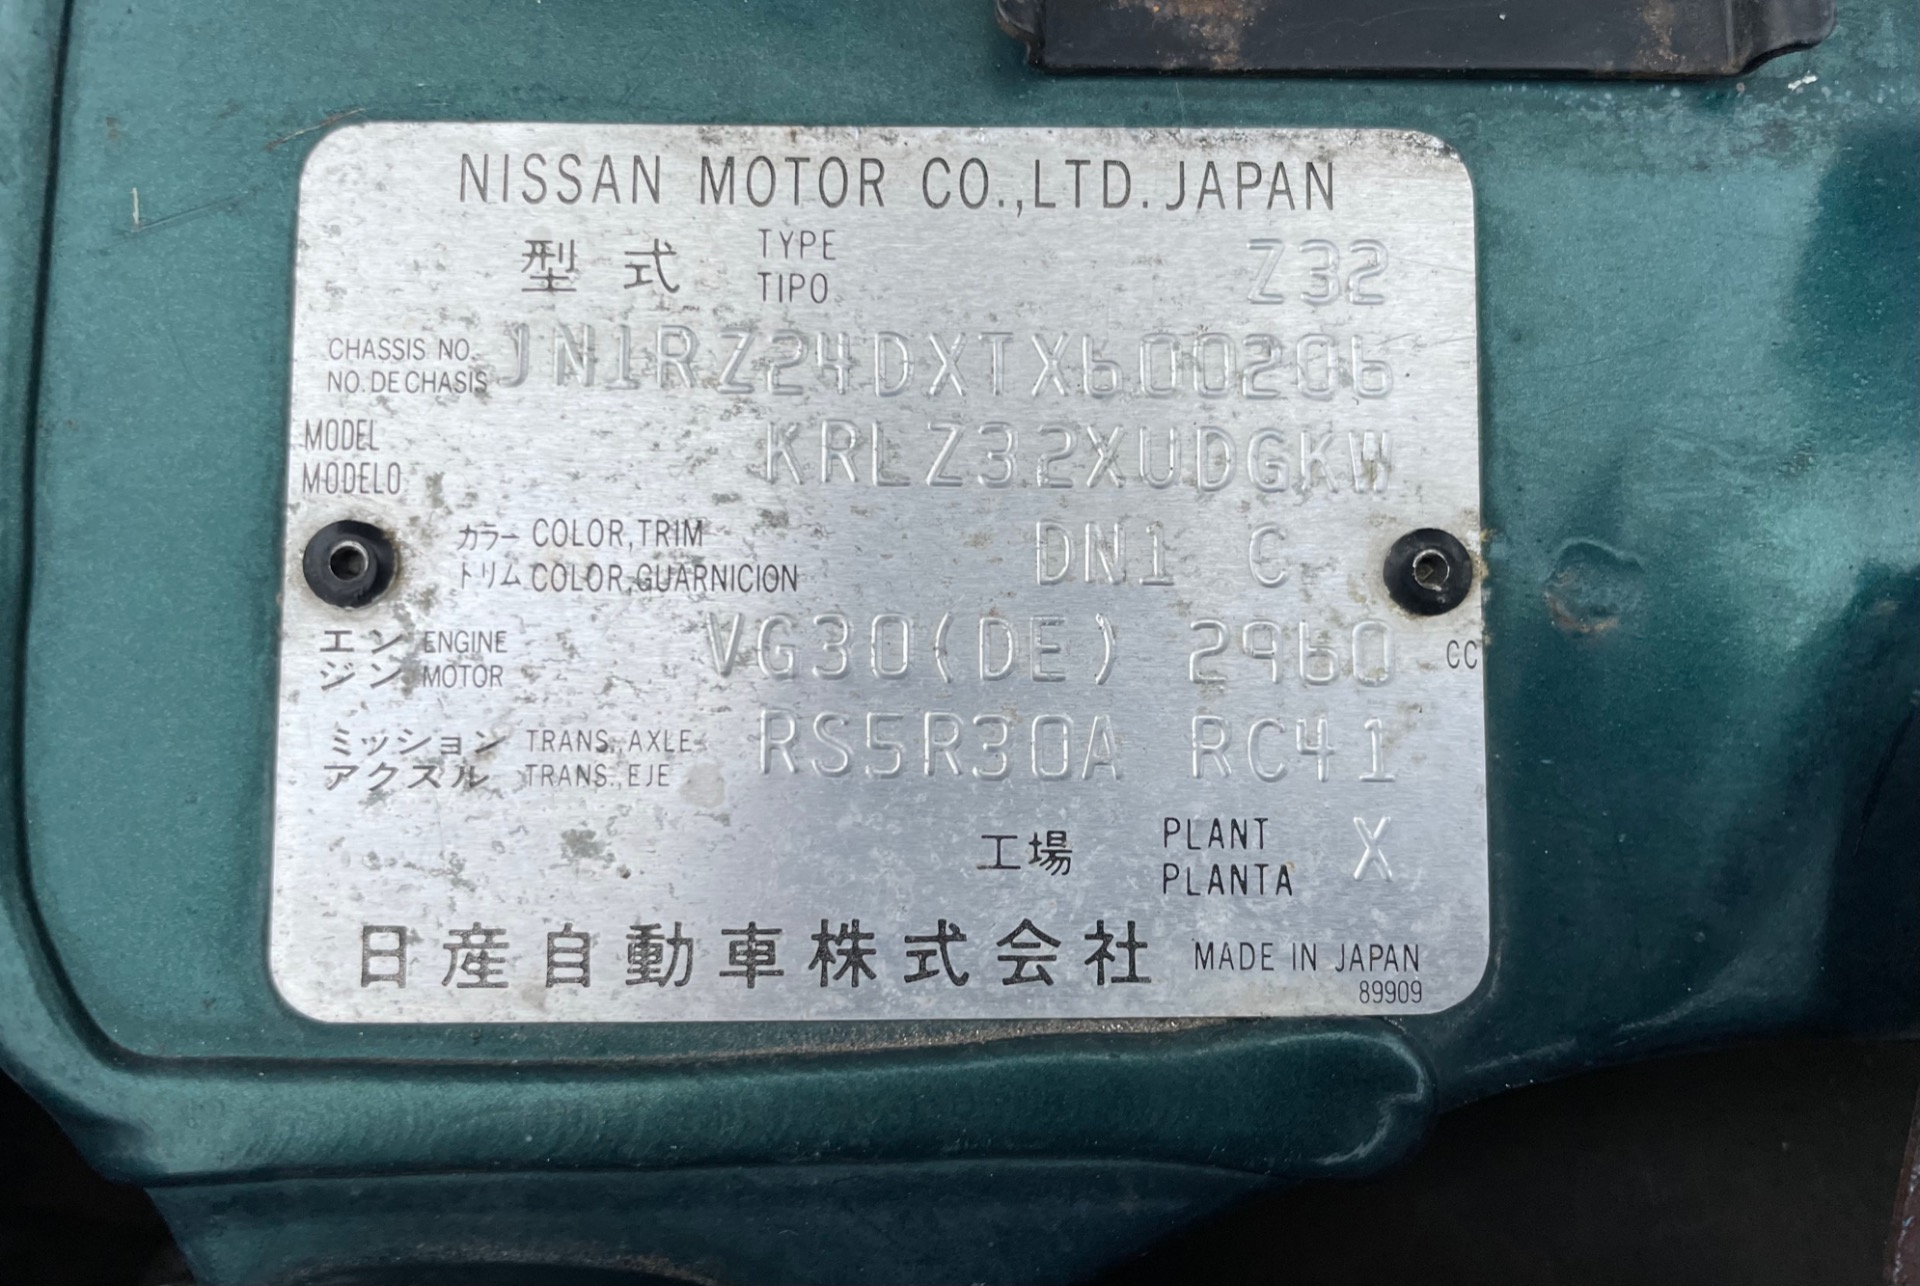 NISSAN MOTOR CO.,LTD. JAPAN
型式 TYPE Z32
TIPO
CHASSIS NO. JN1RZ24DXTX600206
NO. DE CHASIS
MODEL KRLZ32XUDGKW
MODELO
カラー COLOR,TRIM DN1 C
トリム COLOR,GUARNICION
エン ENGINE VG30(DE) 2960 CC
ジン MOTOR
ミッション TRANS.,AXLE RS5R30A RC41
アクスル TRANS.,EJE
工場 PLANT X
PLANTA
日産自動車株式会社 MADE IN JAPAN
89909